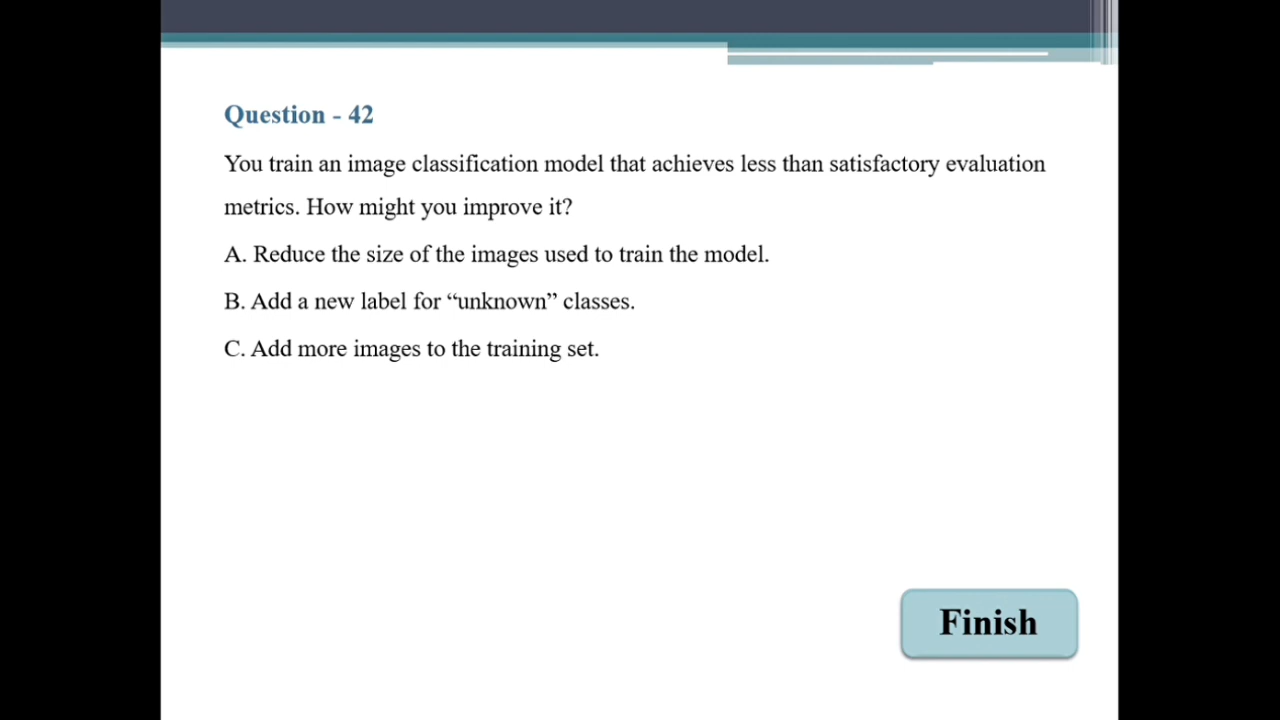 Question - 42
You train an image classification model that achieves less than satisfactory evaluation
metrics. How might you improve it?
A. Reduce the size of the images used to train the model.
B. Add a new label for “unknown” classes.
C. Add more images to the training set.
Finish